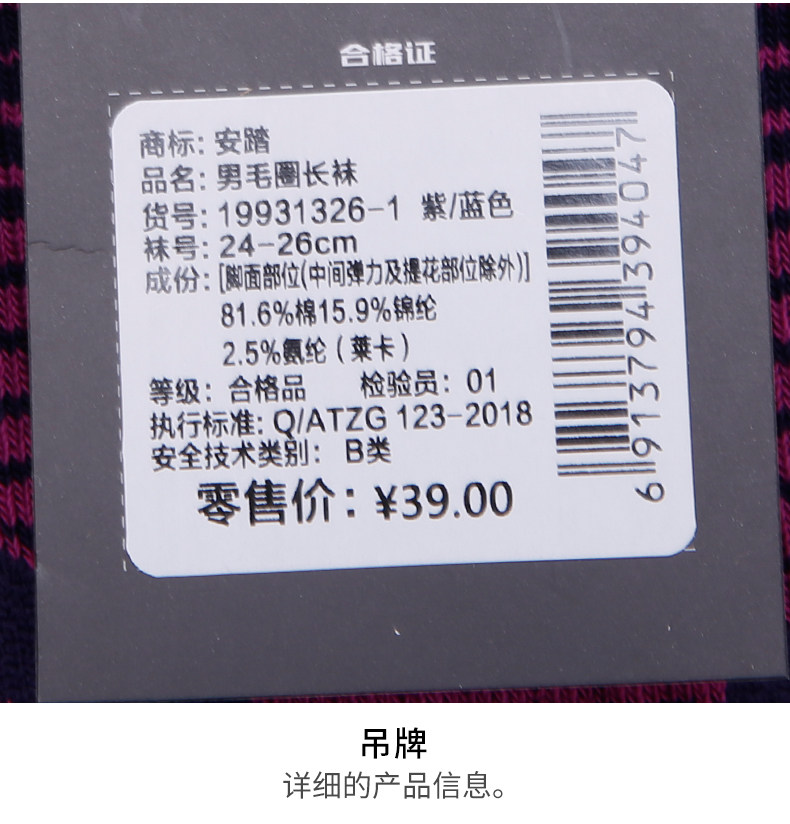 合格证
商标: 安踏
品名: 男毛圈长袜
货号: 19931326-1 紫/蓝色
袜号: 24-26cm
成份: [脚面部位(中间弹力及提花部位除外)]
81.6%棉15.9%锦纶
2.5%氨纶(莱卡)
等级: 合格品 检验员: 01
执行标准: Q/ATZG 123-2018
安全技术类别: B类
零售价: ¥39.00
6913794394047
吊牌
详细的产品信息。